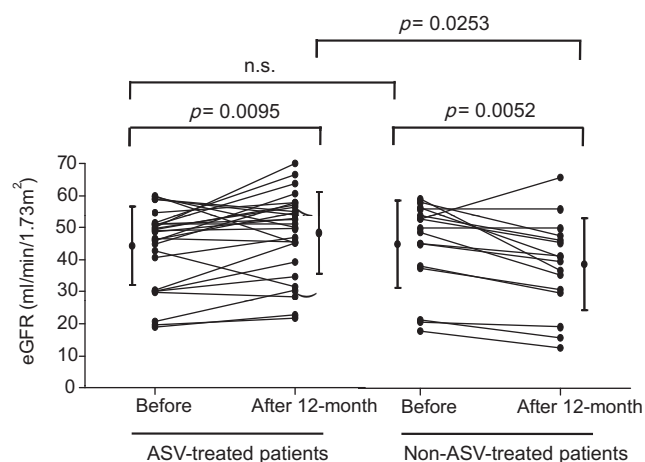 p= 0.0253
n.s.
p= 0.0095
p= 0.0052
eGFR (ml/min/1.73m²)
70
60
50
40
30
20
10
0
Before
After 12-month
Before
After 12-month
ASV-treated patients
Non-ASV-treated patients